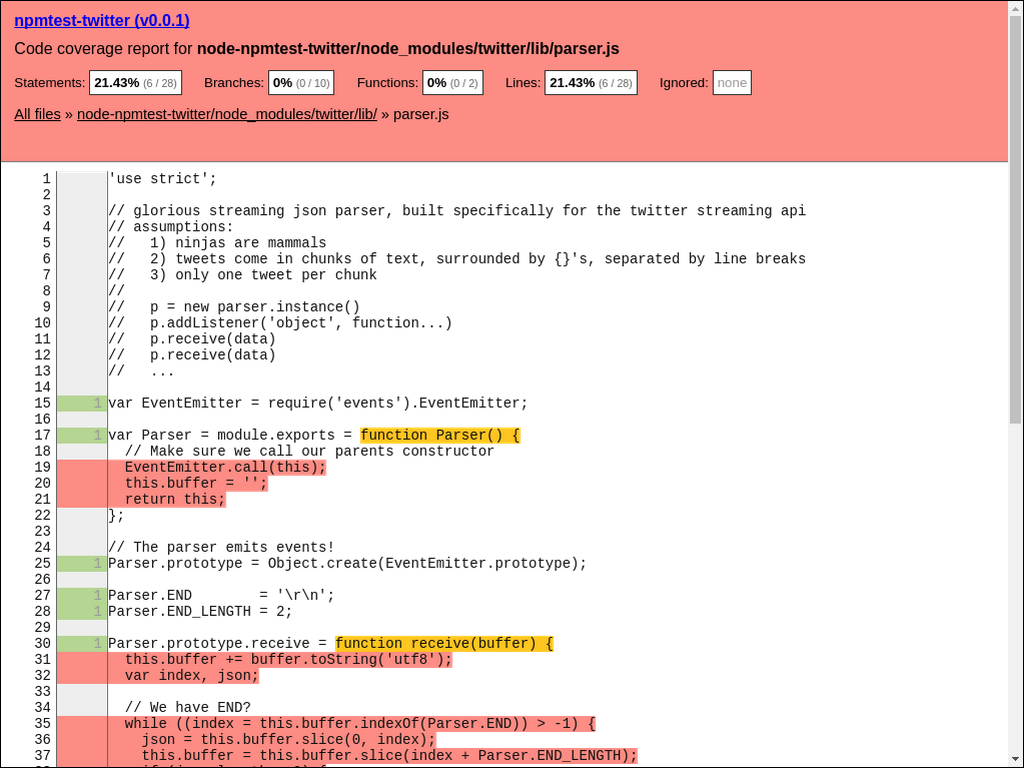 npmtest-twitter (v0.0.1)
Code coverage report for node-npmtest-twitter/node_modules/twitter/lib/parser.js
Statements: 21.43% (6 / 28) Branches: 0% (0 / 10) Functions: 0% (0 / 2) Lines: 21.43% (6 / 28) Ignored: none
All files » node-npmtest-twitter/node_modules/twitter/lib/ » parser.js
1 'use strict';
2
3 // glorious streaming json parser, built specifically for the twitter streaming api
4 // assumptions:
5 //   1) ninjas are mammals
6 //   2) tweets come in chunks of text, surrounded by {}'s, separated by line breaks
7 //   3) only one tweet per chunk
8 //
9 //   p = new parser.instance()
10 //   p.addListener('object', function...)
11 //   p.receive(data)
12 //   p.receive(data)
13 //   ...
14
15 1 var EventEmitter = require('events').EventEmitter;
16
17 1 var Parser = module.exports = function Parser() {
18   // Make sure we call our parents constructor
19   EventEmitter.call(this);
20   this.buffer = '';
21   return this;
22 };
23
24 // The parser emits events!
25 1 Parser.prototype = Object.create(EventEmitter.prototype);
26
27 1 Parser.END        = '\r\n';
28 1 Parser.END_LENGTH = 2;
29
30 1 Parser.prototype.receive = function receive(buffer) {
31   this.buffer += buffer.toString('utf8');
32   var index, json;
33
34   // We have END?
35   while ((index = this.buffer.indexOf(Parser.END)) > -1) {
36     json = this.buffer.slice(0, index);
37     this.buffer = this.buffer.slice(index + Parser.END_LENGTH);